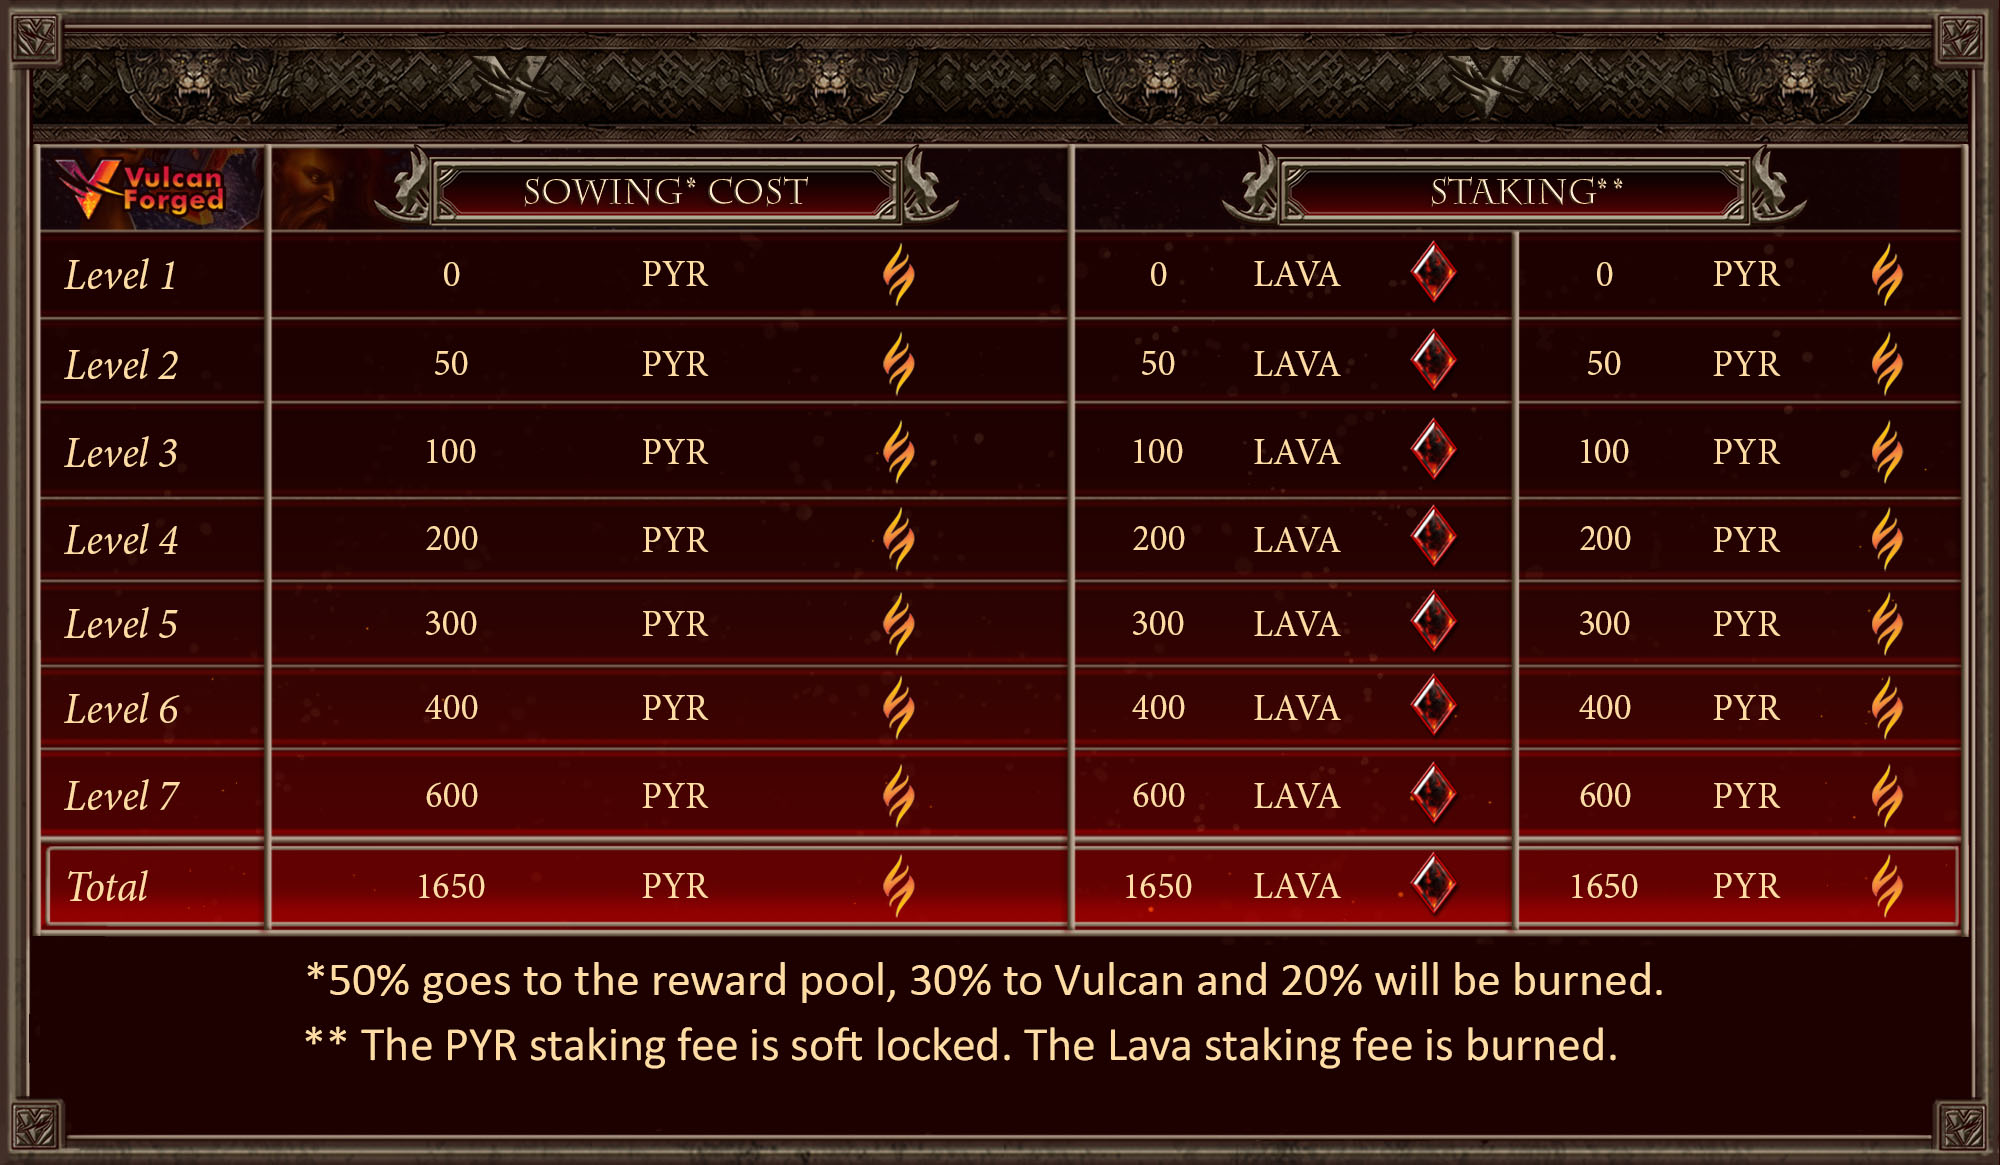 Vulcan
Forged
SOWING* COST
STAKING**
Level 1 0 PYR 0 LAVA 0 PYR
Level 2 50 PYR 50 LAVA 50 PYR
Level 3 100 PYR 100 LAVA 100 PYR
Level 4 200 PYR 200 LAVA 200 PYR
Level 5 300 PYR 300 LAVA 300 PYR
Level 6 400 PYR 400 LAVA 400 PYR
Level 7 600 PYR 600 LAVA 600 PYR
Total 1650 PYR 1650 LAVA 1650 PYR
*50% goes to the reward pool, 30% to Vulcan and 20% will be burned.
** The PYR staking fee is soft locked. The Lava staking fee is burned.